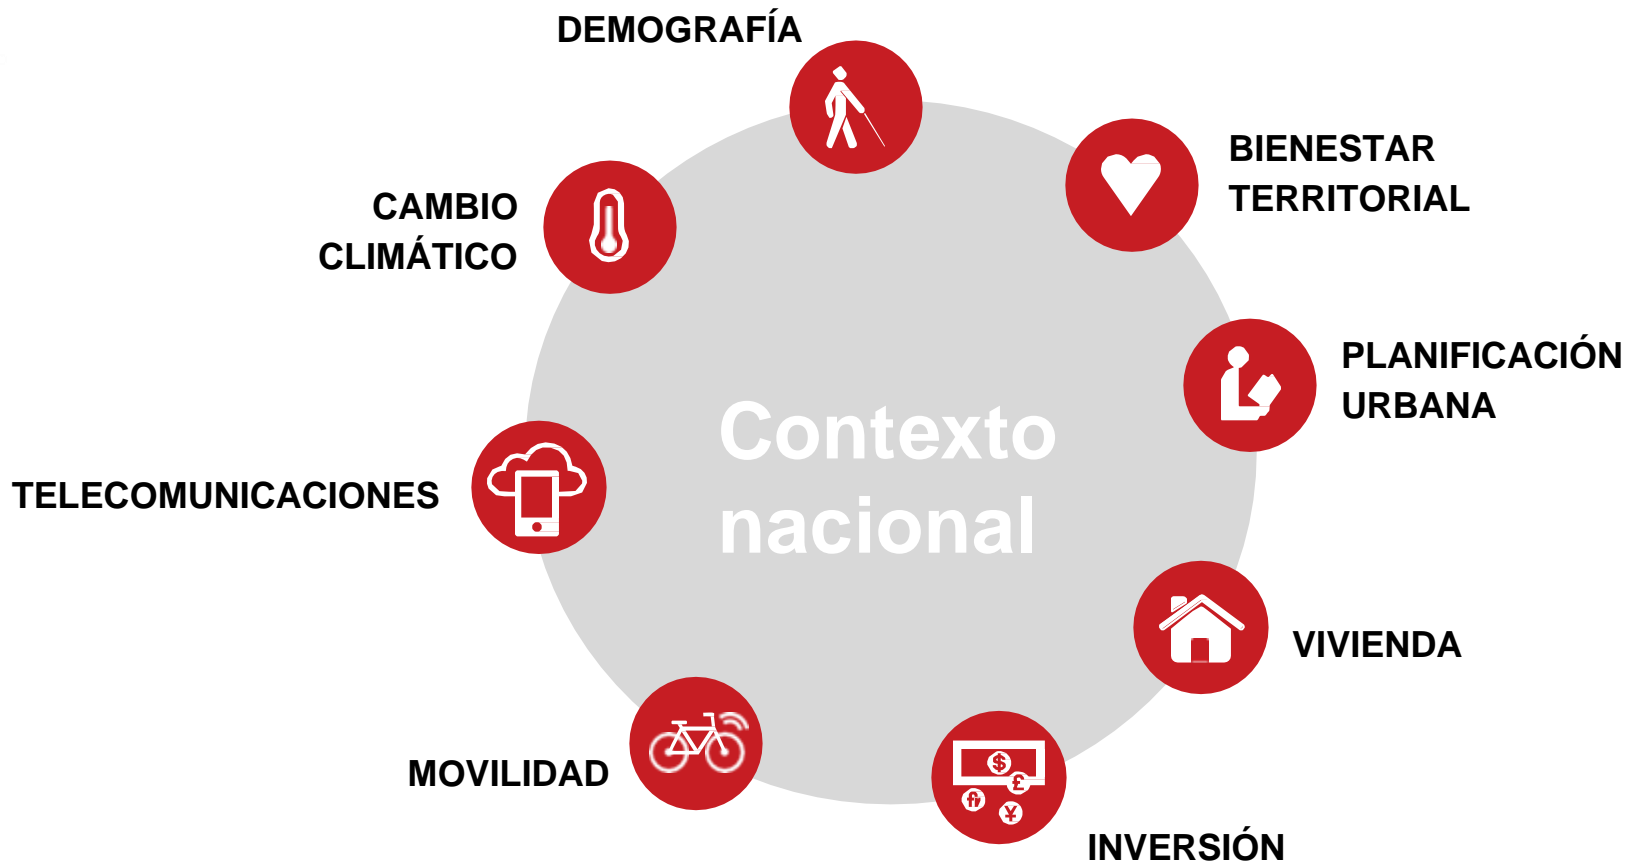 DEMOGRAFÍA
BIENESTAR
TERRITORIAL
CAMBIO
CLIMÁTICO
PLANIFICACIÓN
URBANA
Contexto
nacional
TELECOMUNICACIONES
VIVIENDA
MOVILIDAD
$
£
¥
INVERSIÓN